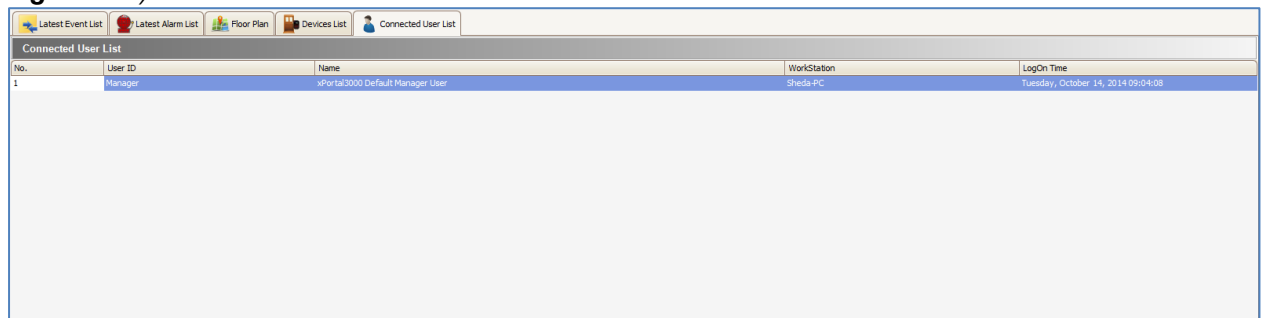 Latest Event List Latest Alarm List Floor Plan Devices List Connected User List
Connected User List
No. User ID Name WorkStation LogOn Time
1 Manager xPortal3000 Default Manager User Sheda-PC Tuesday, October 14, 2014 09:04:08